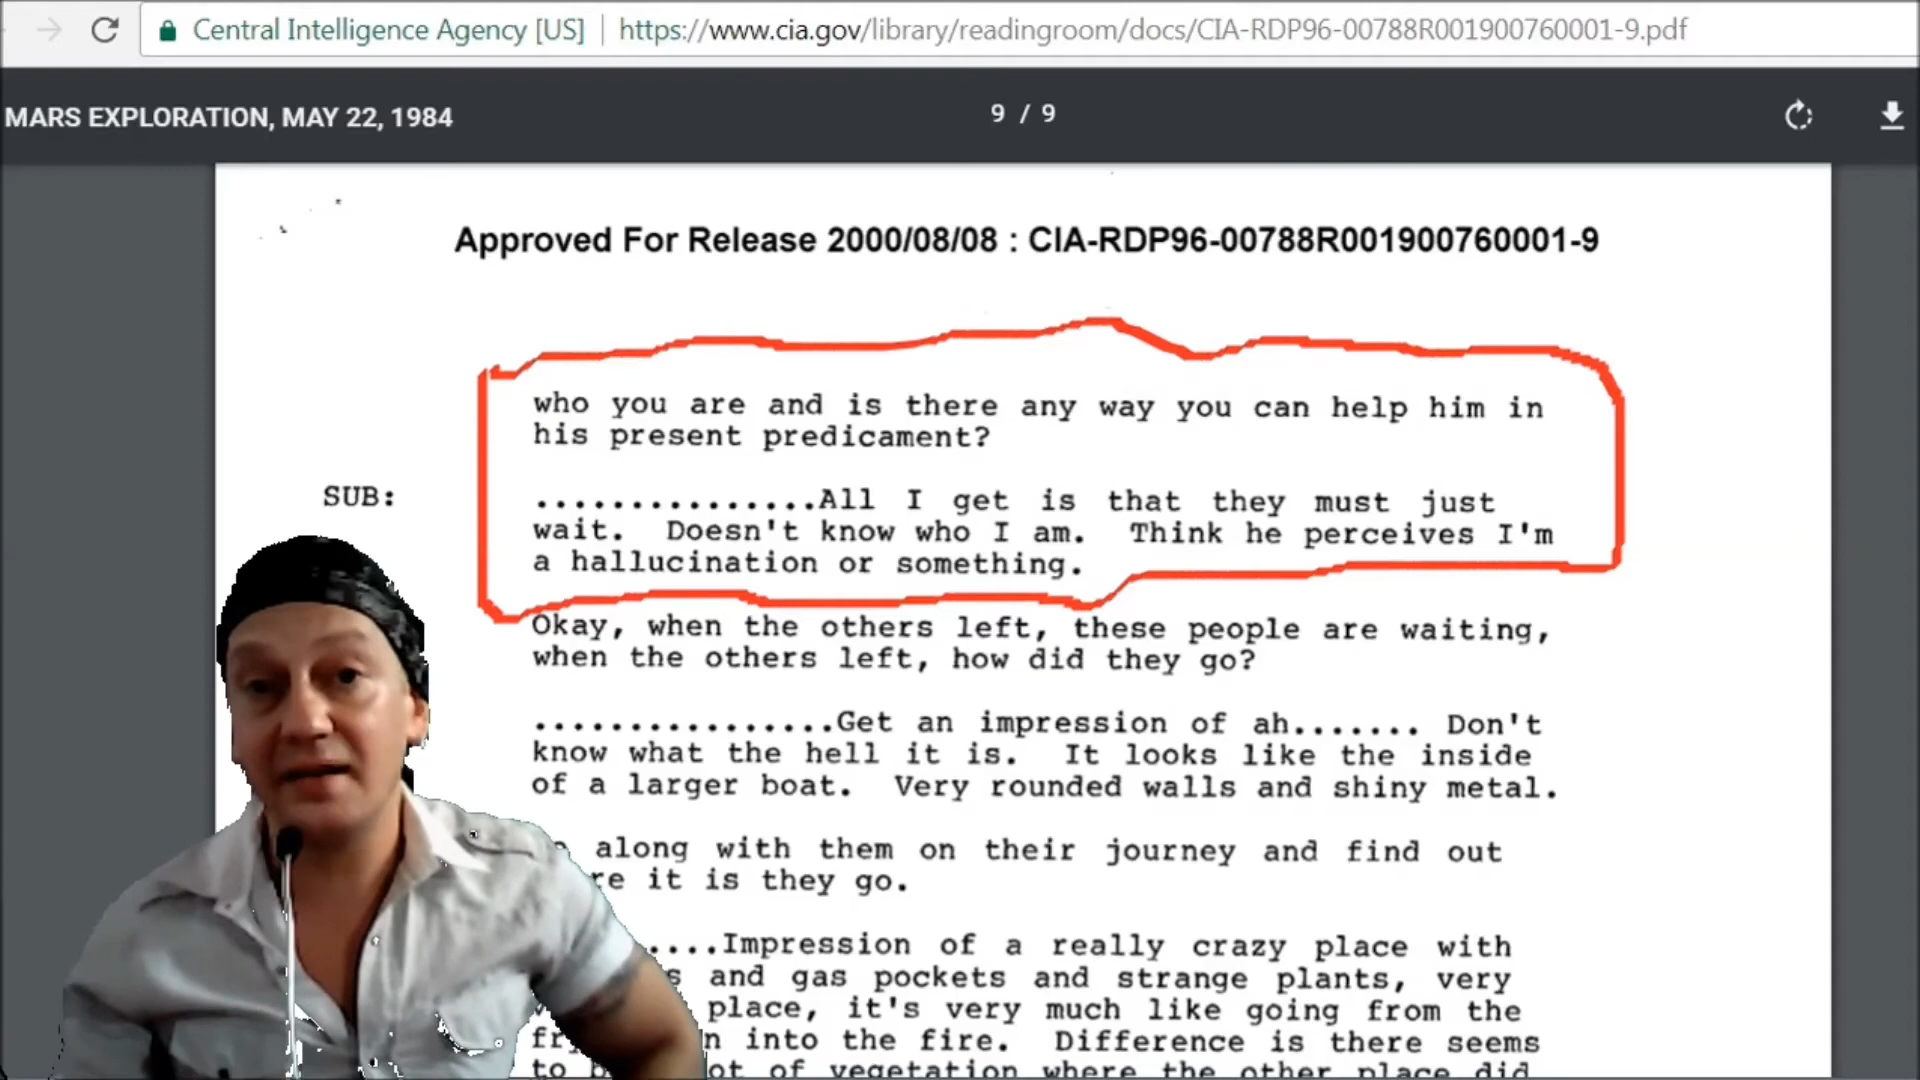 Central Intelligence Agency [US] | https://www.cia.gov/library/readingroom/docs/CIA-RDP96-00788R001900760001-9.pdf
MARS EXPLORATION, MAY 22, 1984
9 / 9
Approved For Release 2000/08/08 : CIA-RDP96-00788R001900760001-9
who you are and is there any way you can help him in
his present predicament?
SUB:
...............All I get is that they must just
wait. Doesn't know who I am. Think he perceives I'm
a hallucination or something.
Okay, when the others left, these people are waiting,
when the others left, how did they go?
................Get an impression of ah....... Don't
know what the hell it is. It looks like the inside
of a larger boat. Very rounded walls and shiny metal.
along with them on their journey and find out
it is they go.
....Impression of a really crazy place with
and gas pockets and strange plants, very
place, it's very much like going from the
into the fire. Difference is there seems
to of vegetation where the other place did